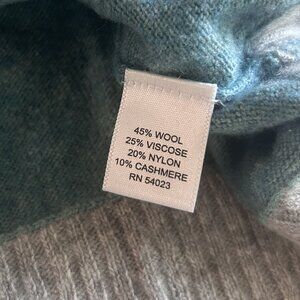 45% WOOL
25% VISCOSE
20% NYLON
10% CASHMERE
RN 54023